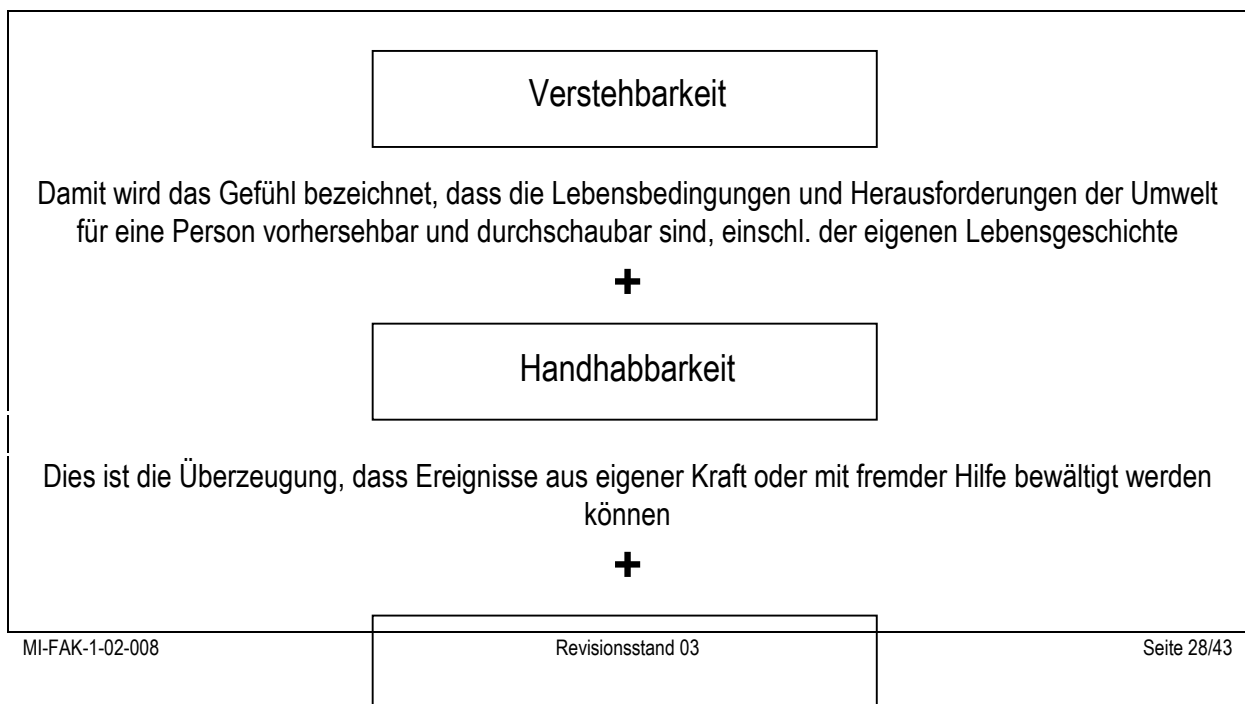 Verstehbarkeit
Damit wird das Gefühl bezeichnet, dass die Lebensbedingungen und Herausforderungen der Umwelt
für eine Person vorhersehbar und durchschaubar sind, einschl. der eigenen Lebensgeschichte
+
Handhabbarkeit
Dies ist die Überzeugung, dass Ereignisse aus eigener Kraft oder mit fremder Hilfe bewältigt werden
können
+
MI-FAK-1-02-008 Revisionsstand 03 Seite 28/43